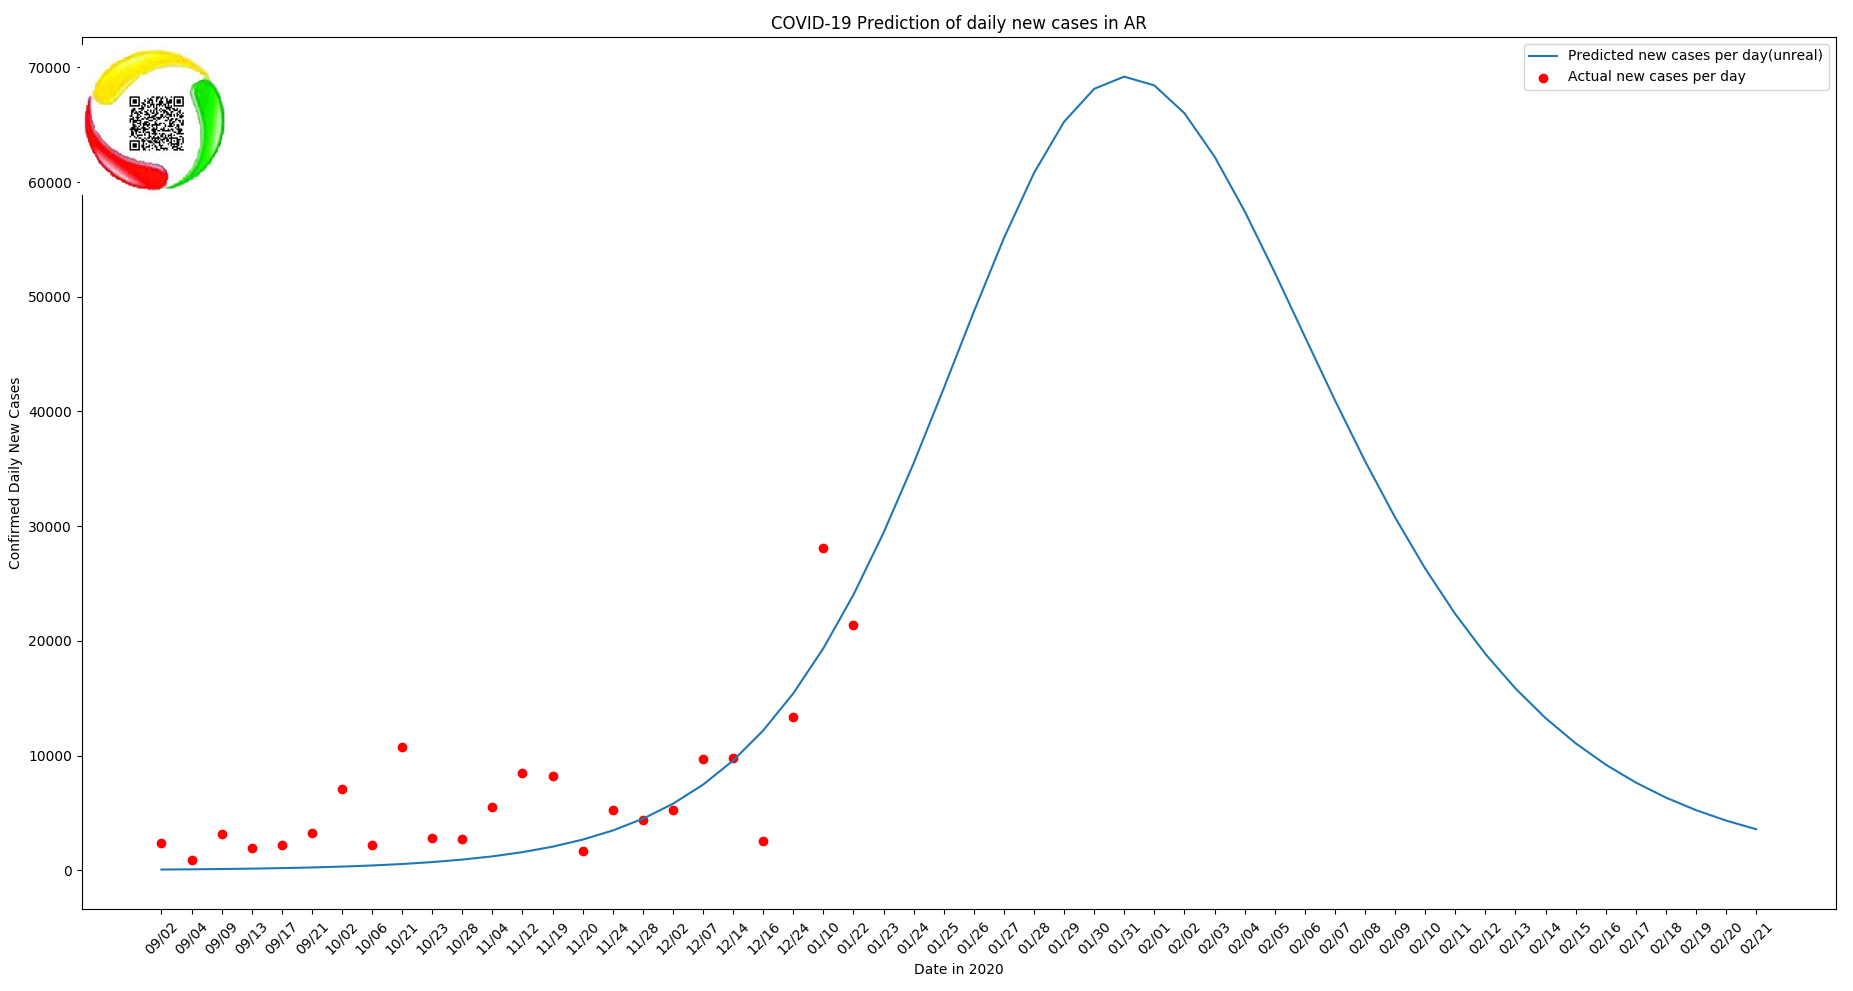 COVID-19 Prediction of daily new cases in AR
Predicted new cases per day(unreal)
Actual new cases per day
Confirmed Daily New Cases
70000
60000
50000
40000
30000
20000
10000
0
09/02 09/04 09/09 09/13 09/17 09/21 10/02 10/06 10/21 10/23 10/28 11/04 11/12 11/19 11/20 11/24 11/28 12/02 12/07 12/14 12/16 12/24 01/10 01/22 01/23 01/24 01/25 01/26 01/27 01/28 01/29 01/30 01/31 02/01 02/02 02/03 02/04 02/05 02/06 02/07 02/08 02/09 02/10 02/11 02/12 02/13 02/14 02/15 02/16 02/17 02/18 02/19 02/20 02/21
Date in 2020